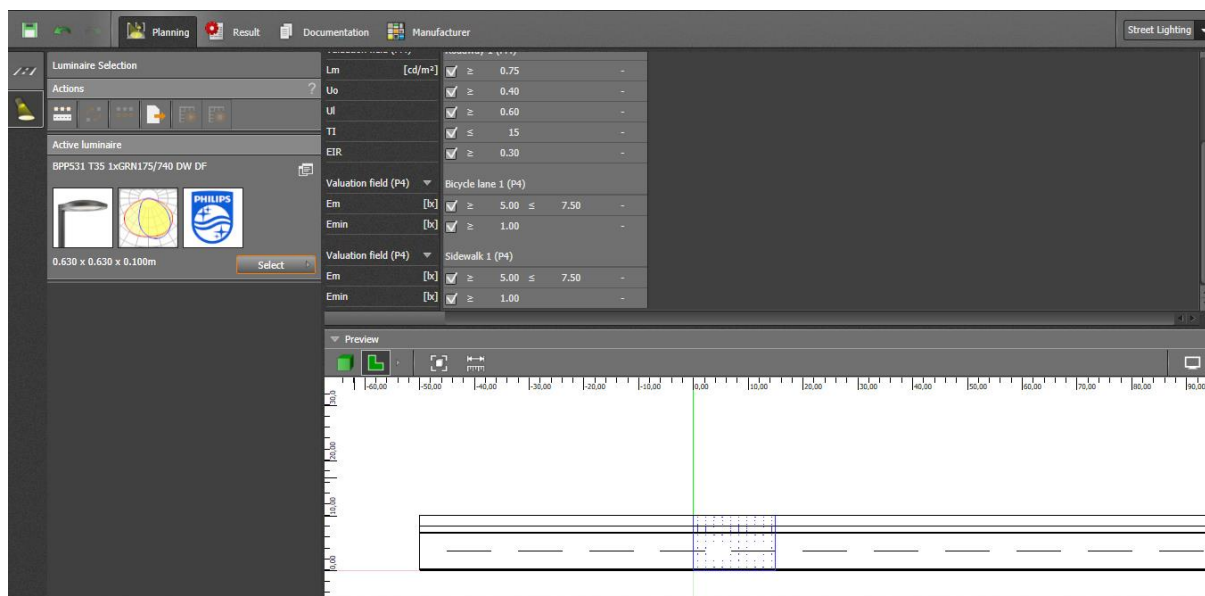 Planning Result Documentation Manufacturer Street Lighting
Luminaire Selection
Actions ?
Active luminaire
BPP531 T35 1xGRN175/740 DW DF
PHILIPS
0.630 x 0.630 x 0.100m
Select
Lm [cd/m²] ≥ 0.75 -
Uo ≥ 0.40 -
Ul ≥ 0.60 -
TI ≤ 15 -
EIR ≥ 0.30 -
Valuation field (P4) Bicycle lane 1 (P4)
Em [lx] ≥ 5.00 ≤ 7.50 -
Emin [lx] ≥ 1.00 -
Valuation field (P4) Sidewalk 1 (P4)
Em [lx] ≥ 5.00 ≤ 7.50 -
Emin [lx] ≥ 1.00 -
Preview
-60,00 -50,00 -40,00 -30,00 -20,00 -10,00 0,00 10,00 20,00 30,00 40,00 50,00 60,00 70,00 80,00 90,00
20,00
10,00
0,00